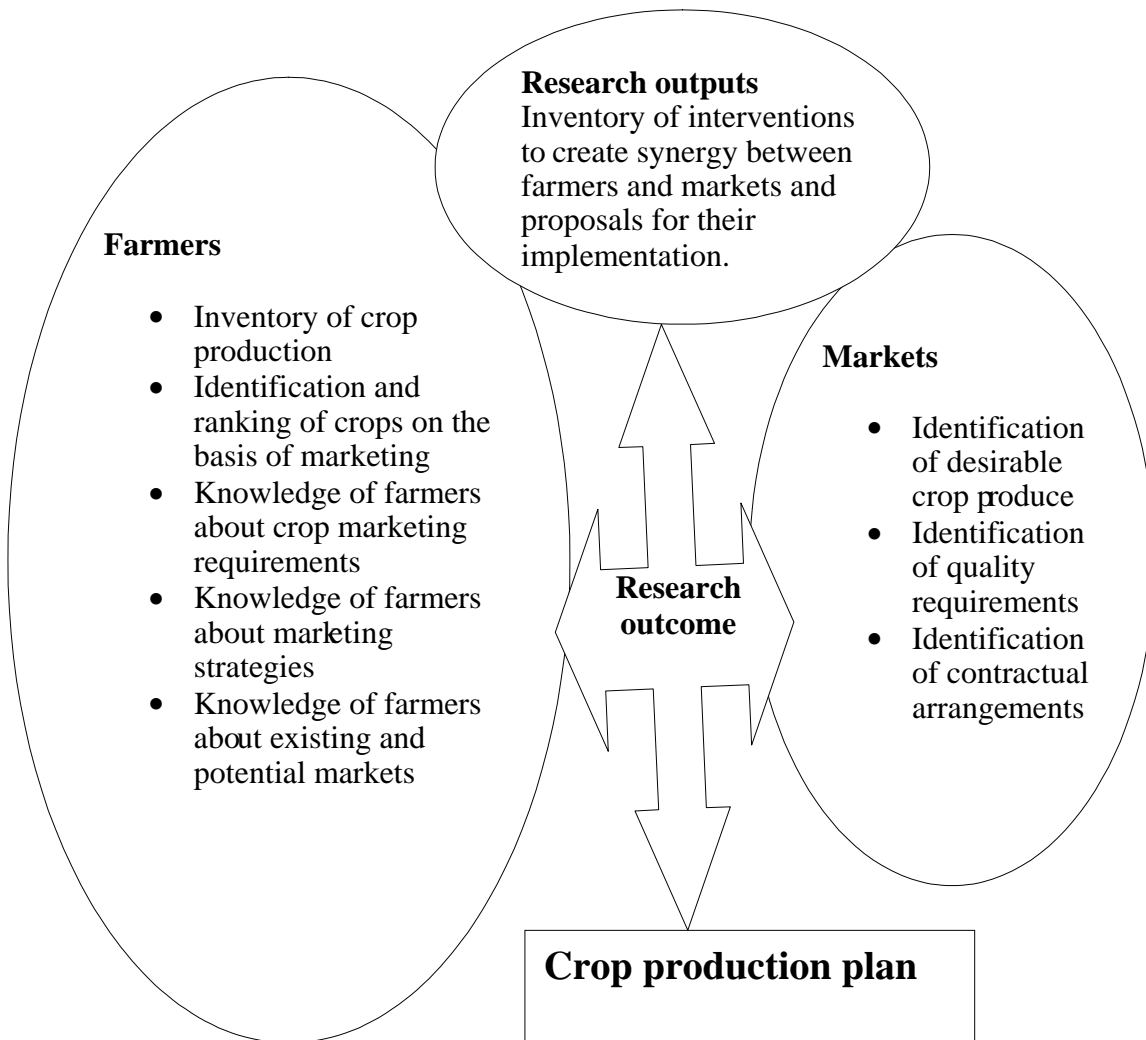 Research outputs
Inventory of interventions
to create synergy between
farmers and markets and
proposals for their
implementation.
Farmers
• Inventory of crop
production
• Identification and
ranking of crops on the
basis of marketing
• Knowledge of farmers
about crop marketing
requirements
• Knowledge of farmers
about marketing
strategies
• Knowledge of farmers
about existing and
potential markets
Markets
• Identification
of desirable
crop produce
• Identification
of quality
requirements
• Identification
of contractual
arrangements
Research
outcome
Crop production plan